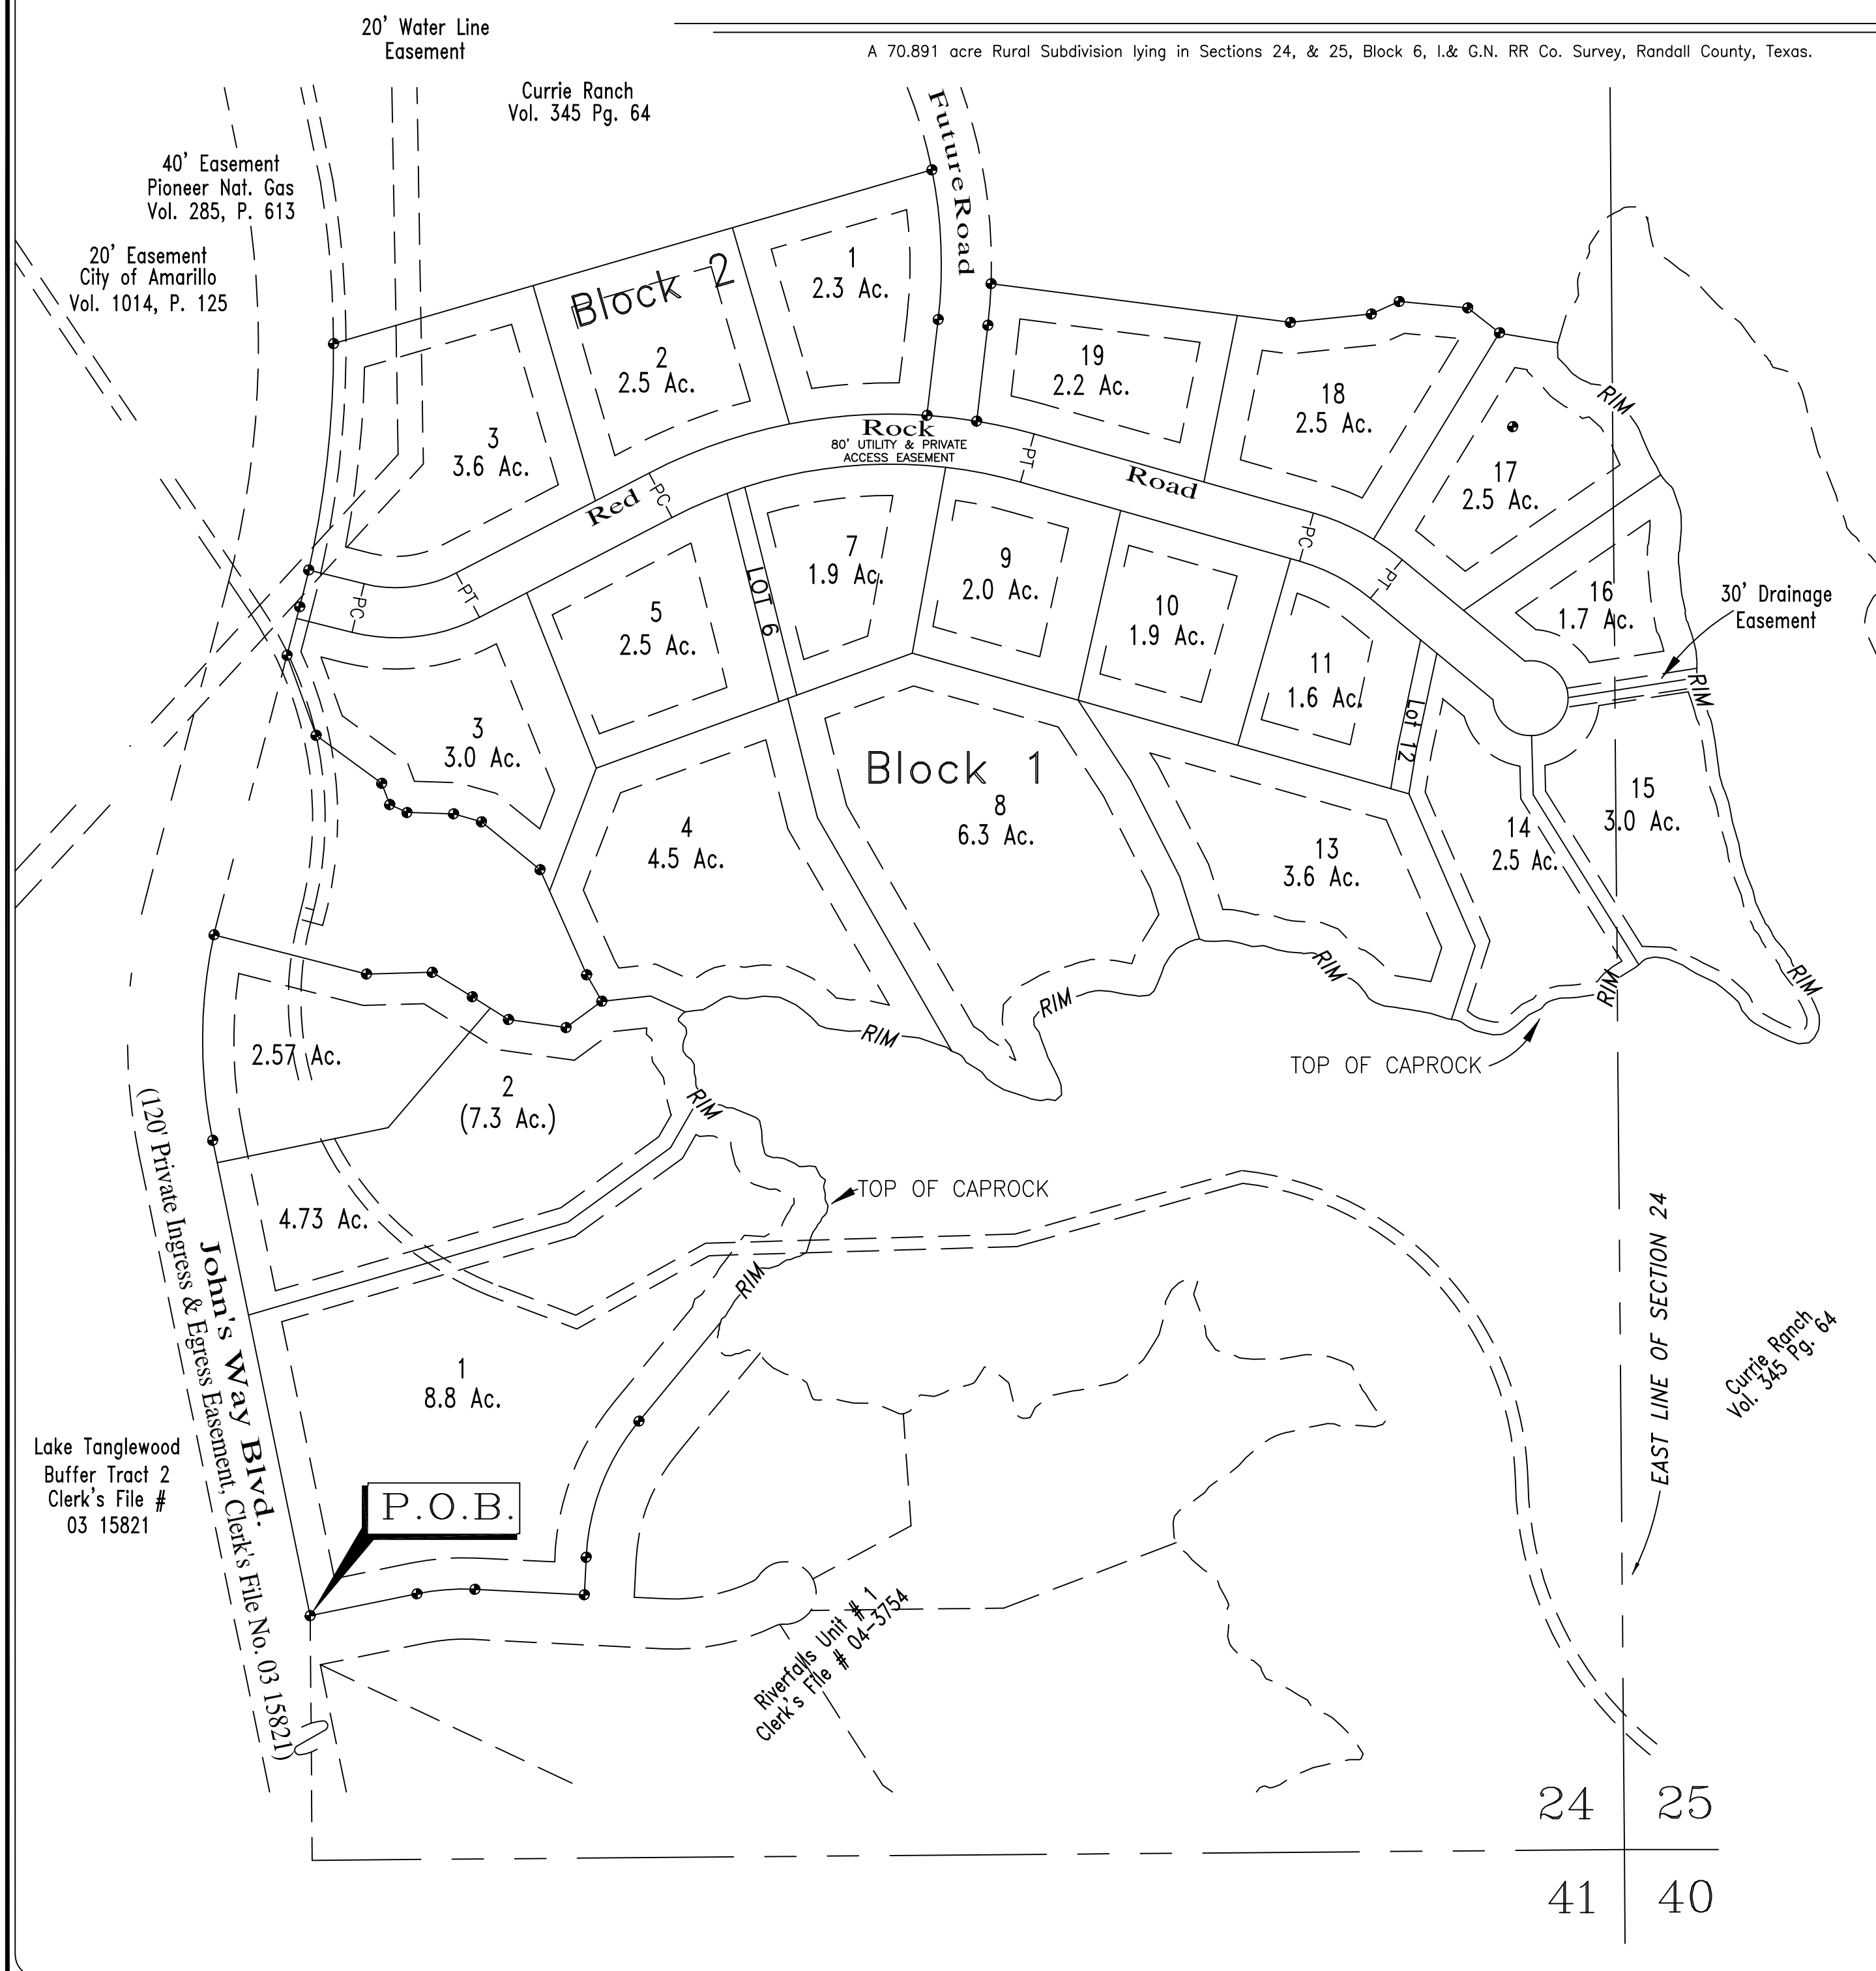 20' Water Line
Easement
A 70.891 acre Rural Subdivision lying in Sections 24, & 25, Block 6, I.& G.N. RR Co. Survey, Randall County, Texas.
Currie Ranch
Vol. 345 Pg. 64
Future Road
40' Easement
Pioneer Nat. Gas
Vol. 285, P. 613
20' Easement
City of Amarillo
Vol. 1014, P. 125
Block 2
1
2.3 Ac.
2
2.5 Ac.
3
3.6 Ac.
19
2.2 Ac.
18
2.5 Ac.
17
2.5 Ac.
RIM
Red
Rock
Road
80' UTILITY & PRIVATE
ACCESS EASEMENT
PC
PT
PC
PT
PC
PT
16
1.7 Ac.
30' Drainage
Easement
RIM
3
3.0 Ac.
5
2.5 Ac.
LOT 6
7
1.9 Ac.
9
2.0 Ac.
10
1.9 Ac.
11
1.6 Ac.
Lot 12
Block 1
4
4.5 Ac.
8
6.3 Ac.
13
3.6 Ac.
14
2.5 Ac.
15
3.0 Ac.
RIM
RIM
RIM
RIM
RIM
TOP OF CAPROCK
2.57 Ac.
2
(7.3 Ac.)
RIM
TOP OF CAPROCK
4.73 Ac.
RIM
1
8.8 Ac.
John's Way Blvd.
(120' Private Ingress & Egress Easement, Clerk's File No. 03 15821)
Lake Tanglewood
Buffer Tract 2
Clerk's File #
03 15821
P.O.B.
Riverfalls Unit # 1
Clerk's File # 04-3754
EAST LINE OF SECTION 24
Currie Ranch
Vol. 345 Pg. 64
24
25
41
40